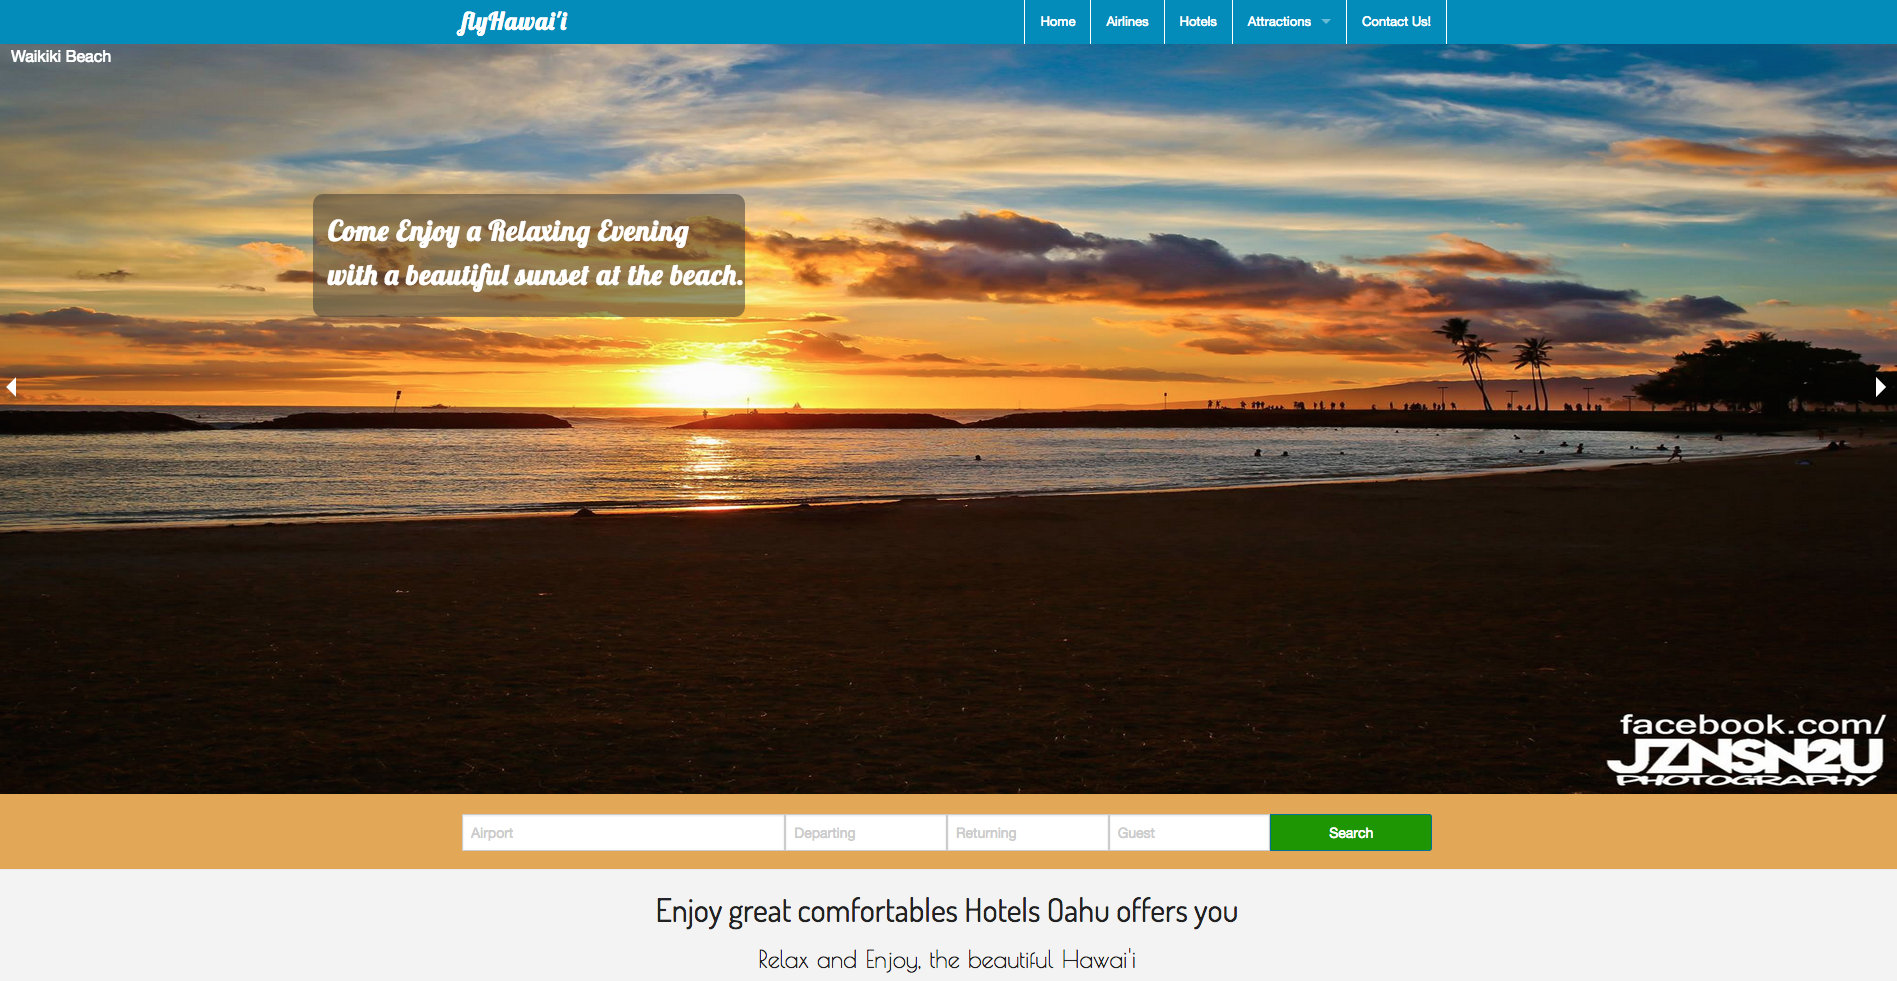 flyHawai'i
Home
Airlines
Hotels
Attractions
Contact Us!
Waikiki Beach
Come Enjoy a Relaxing Evening
with a beautiful sunset at the beach.
facebook.com/
JZNSN2U
PHOTOGRAPHY
Airport
Departing
Returning
Guest
Search
Enjoy great comfortables Hotels Oahu offers you
Relax and Enjoy, the beautiful Hawai'i